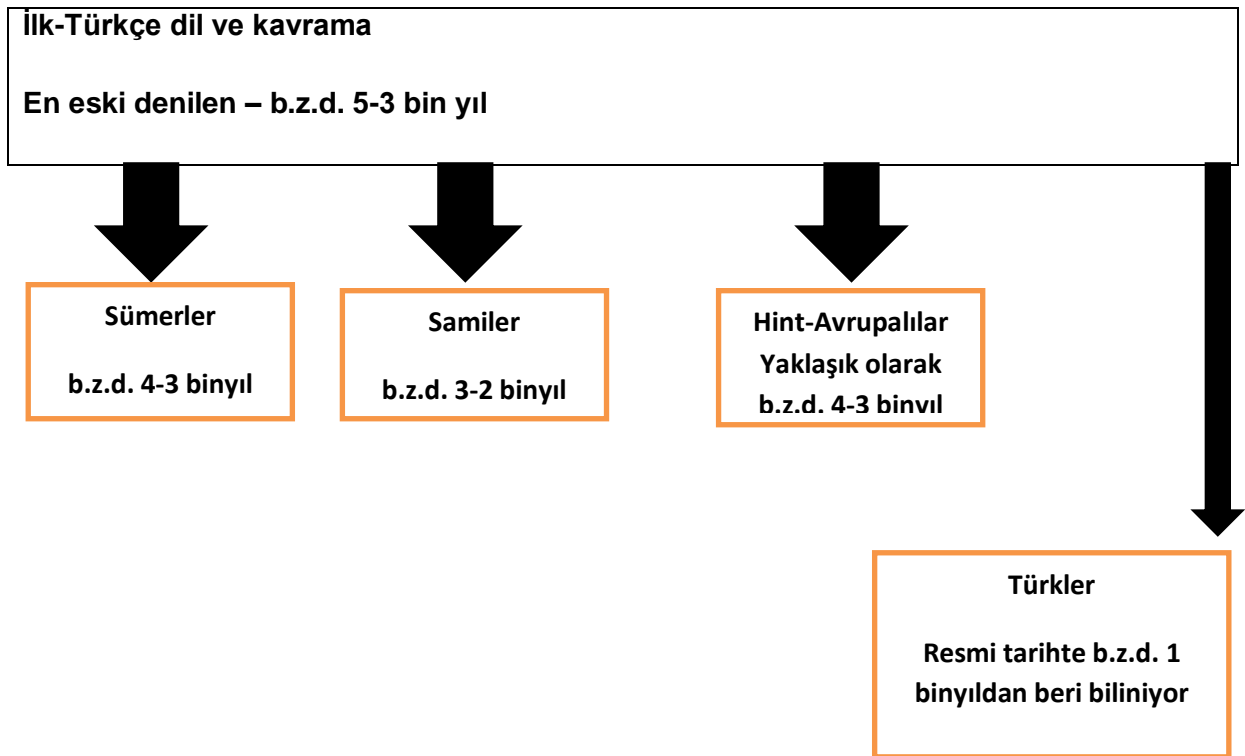 İlk-Türkçe dil ve kavrama
En eski denilen – b.z.d. 5-3 bin yıl
Sümerler
b.z.d. 4-3 binyıl
Samiler
b.z.d. 3-2 binyıl
Hint-Avrupalılar
Yaklaşık olarak
b.z.d. 4-3 binyıl
Türkler
Resmi tarihte b.z.d. 1
binyıldan beri biliniyor